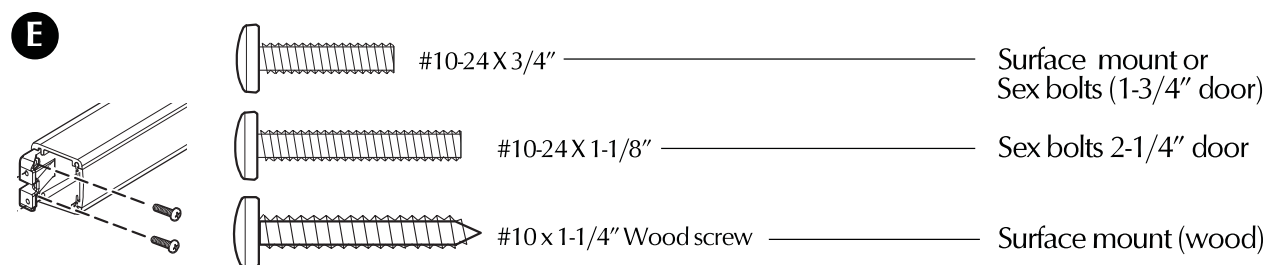 E
#10-24 X 3/4″ Surface mount or
Sex bolts (1-3/4″ door)
#10-24 X 1-1/8″ Sex bolts 2-1/4″ door
#10 x 1-1/4″ Wood screw Surface mount (wood)